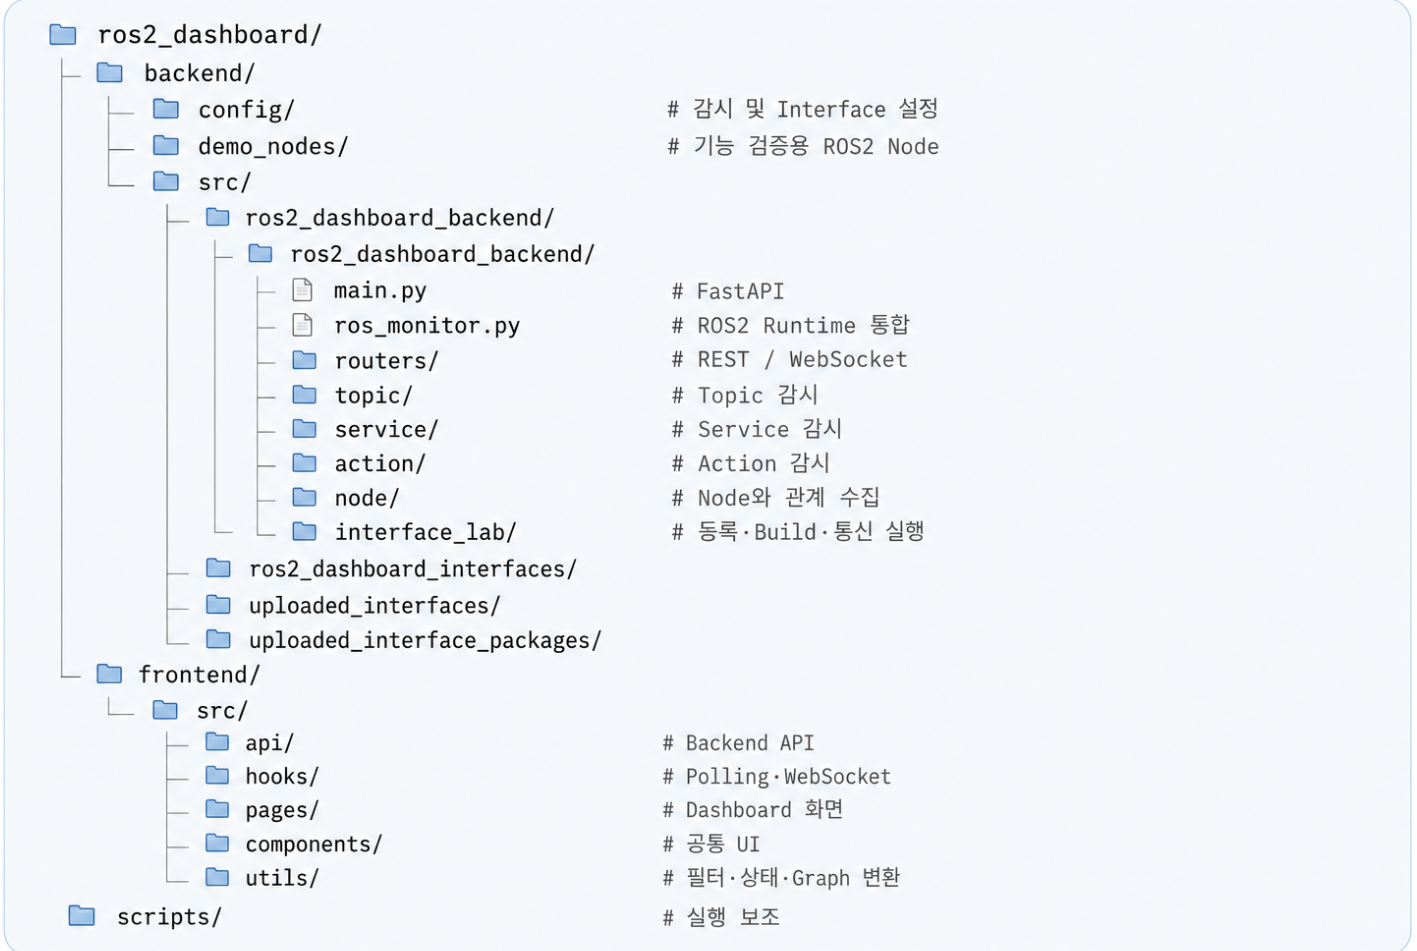 ros2_dashboard/
backend/
config/ # 감시 및 Interface 설정
demo_nodes/ # 기능 검증용 ROS2 Node
src/
ros2_dashboard_backend/
ros2_dashboard_backend/
main.py # FastAPI
ros_monitor.py # ROS2 Runtime 통합
routers/ # REST / WebSocket
topic/ # Topic 감시
service/ # Service 감시
action/ # Action 감시
node/ # Node와 관계 수집
interface_lab/ # 동록·Build·통신 실행
ros2_dashboard_interfaces/
uploaded_interfaces/
uploaded_interface_packages/
frontend/
src/
api/ # Backend API
hooks/ # Polling·WebSocket
pages/ # Dashboard 화면
components/ # 공통 UI
utils/ # 필터·상태·Graph 변환
scripts/ # 실행 보조